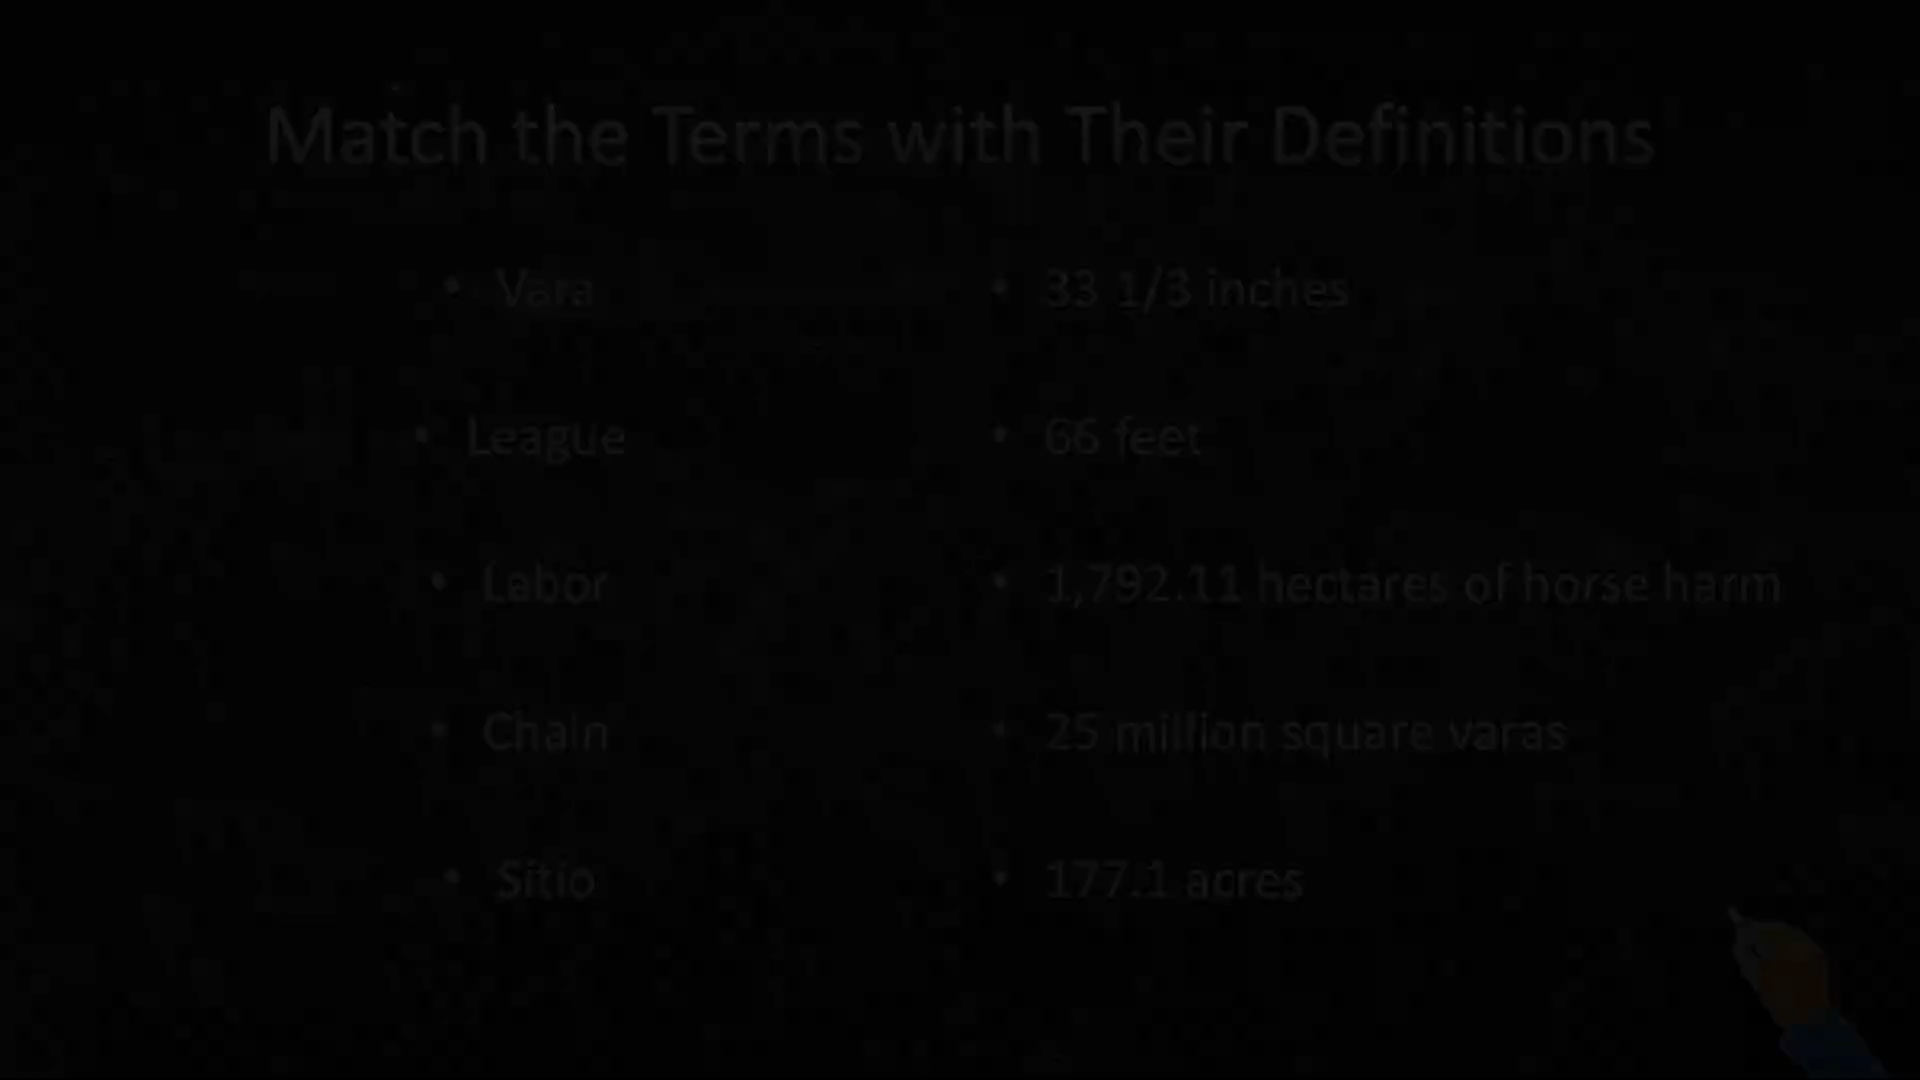 Match the Terms with Their Definitions
• Vara
• 33 1/3 inches
• League
• 66 feet
• Labor
• 1,792.11 hectares of horse harm
• Chain
• 25 million square varas
• Sitio
• 177.1 acres